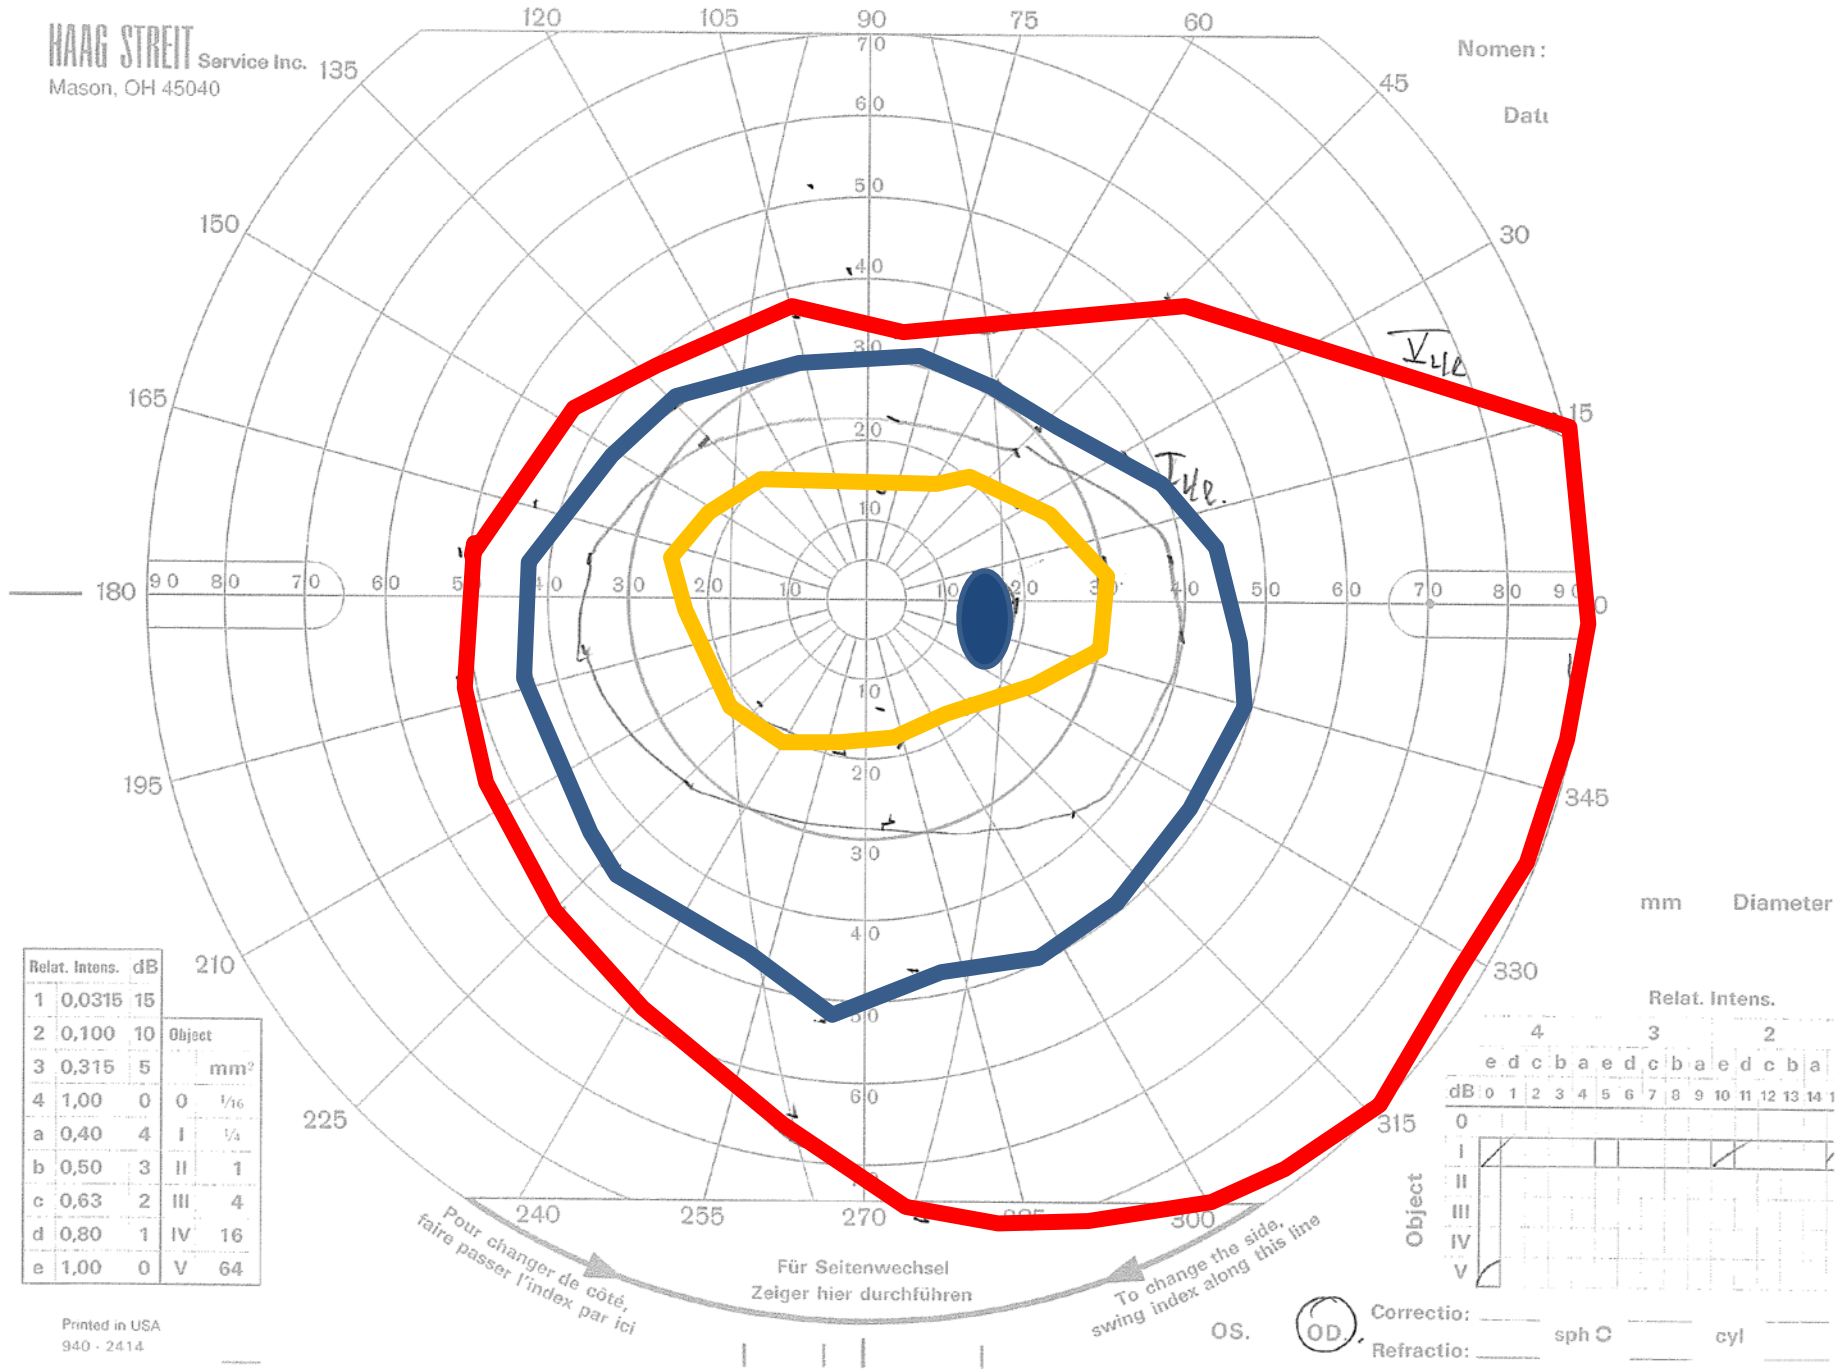 HAAG STREIT Service Inc.
Mason, OH 45040
120 105 90 75 60
135 45
150 30
165 15
180 0
195 345
210 330
225 315
240 255 270 285 300
70
60
50
40
30
20
10
90 80 70 60 50 40 30 20 10 10 20 30 40 50 60 70 80 90
10
20
30
40
50
60
70
Nomen:
V4e
I4e.
mm Diameter
Relat. Intens. dB
1 0,0315 15
2 0,100 10
3 0,315 5
4 1,00 0
a 0,40 4
b 0,50 3
c 0,63 2
d 0,80 1
e 1,00 0
Object
mm²
0 1/16
I 1/4
II 1
III 4
IV 16
V 64
Printed in USA
940 - 2414
Pour changer de côté,
faire passer l'index par ici
Für Seitenwechsel
Zeiger hier durchführen
To change the side,
swing index along this line
Relat. Intens.
4 3 2
e d c b a e d c b a e d c b a
dB 0 1 2 3 4 5 6 7 8 9 10 11 12 13 14
Object
0
I
II
III
IV
V
OS. OD.
Correctio:
sph cyl
Refractio: